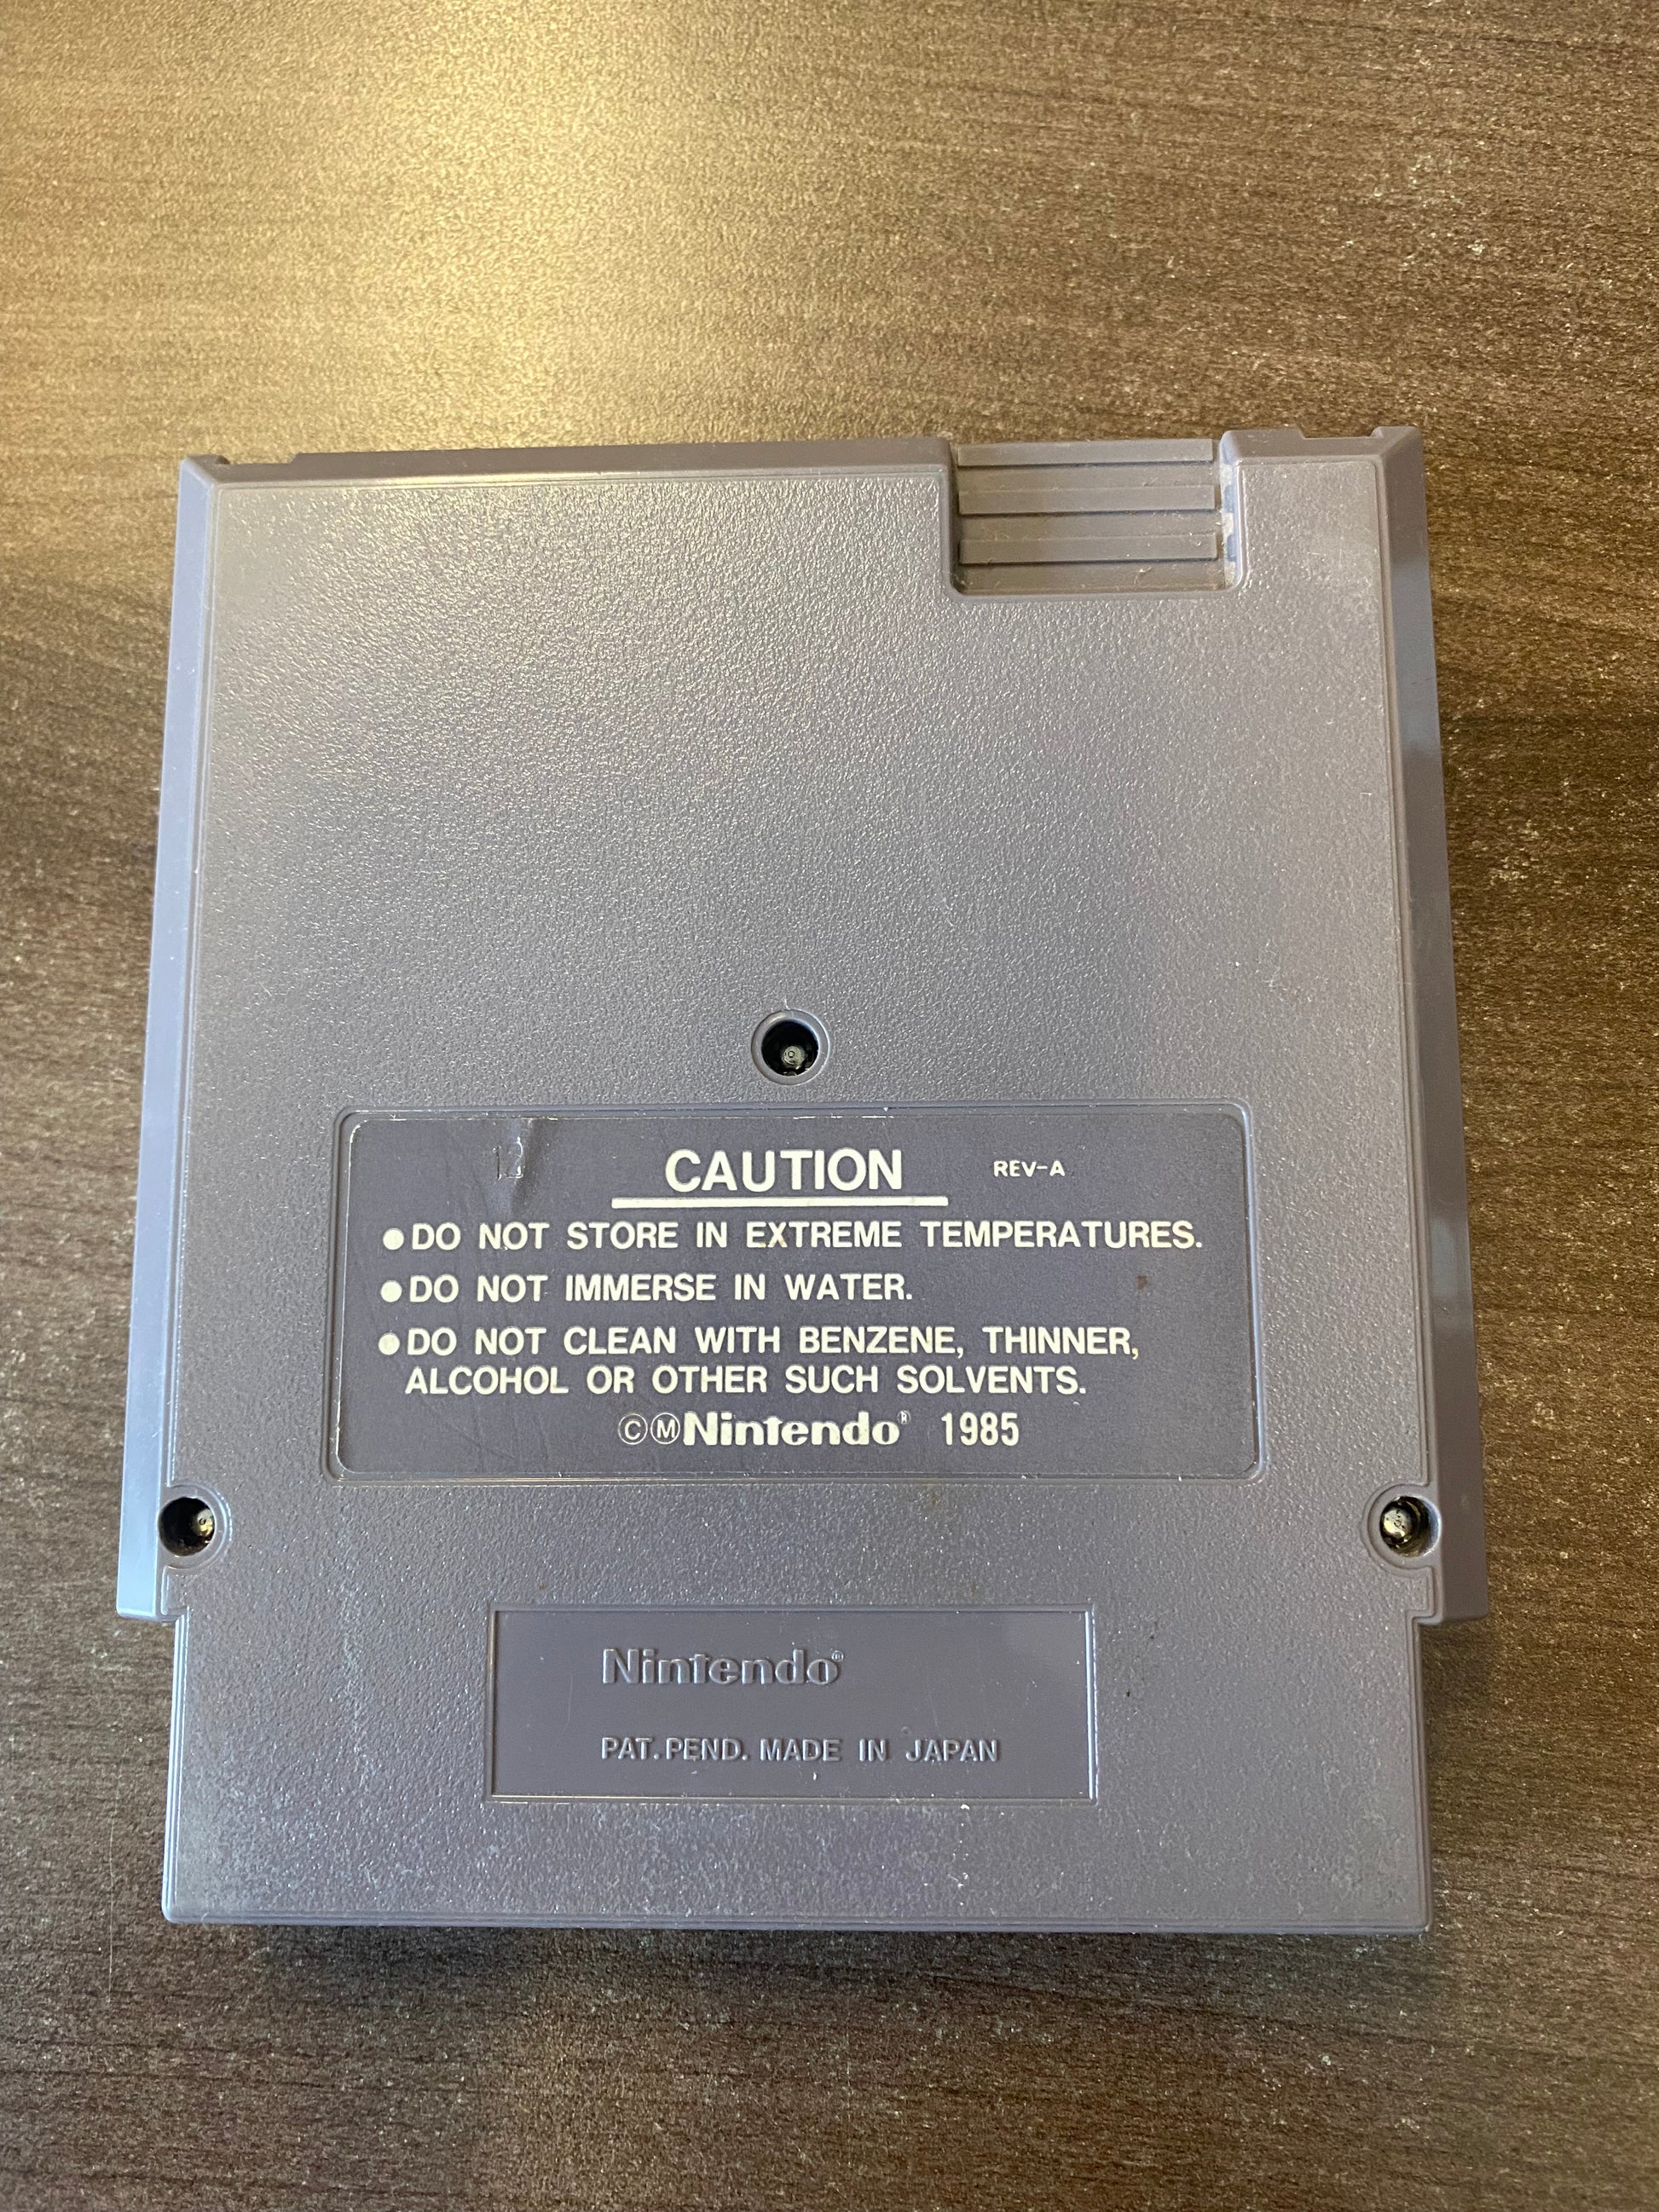 12
CAUTION REV-A
●DO NOT STORE IN EXTREME TEMPERATURES.
●DO NOT IMMERSE IN WATER.
●DO NOT CLEAN WITH BENZENE, THINNER,
ALCOHOL OR OTHER SUCH SOLVENTS.
©ⓂNintendo® 1985
Nintendo®
PAT. PEND. MADE IN JAPAN